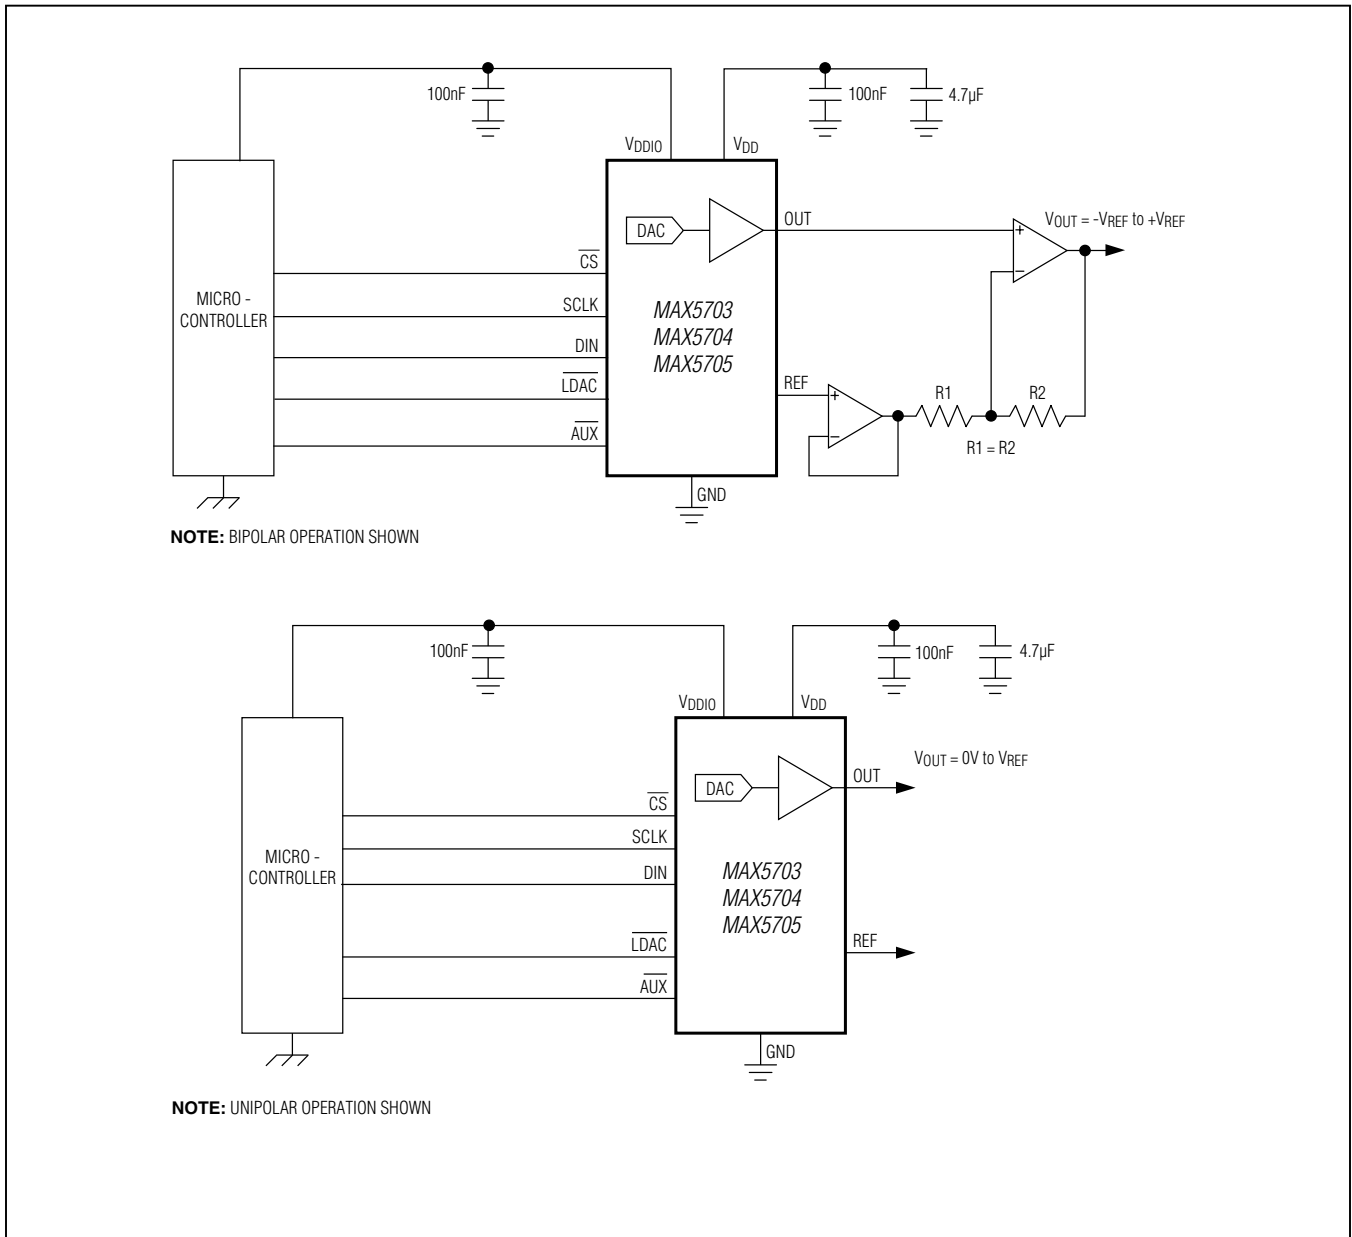 100nF
100nF
4.7µF
VDDIO
VDD
OUT
VOUT = -VREF to +VREF
DAC
CS
MICRO -
CONTROLLER
SCLK
MAX5703
MAX5704
MAX5705
DIN
LDAC
REF
R1
R2
AUX
R1 = R2
GND
NOTE: BIPOLAR OPERATION SHOWN
100nF
100nF
4.7µF
VDDIO
VDD
VOUT = 0V to VREF
OUT
DAC
CS
SCLK
MICRO -
CONTROLLER
DIN
MAX5703
MAX5704
MAX5705
LDAC
REF
AUX
GND
NOTE: UNIPOLAR OPERATION SHOWN